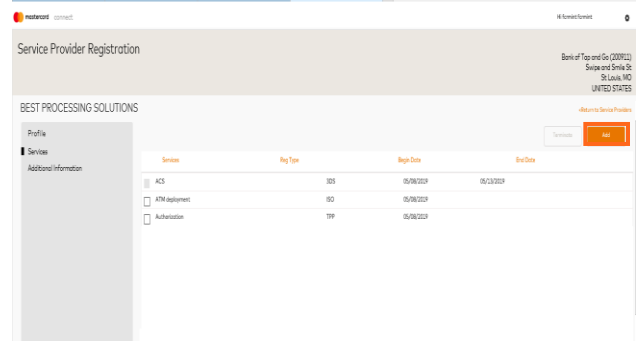 mastercard connect
Hi formint formint
Service Provider Registration
Bank of Tap and Go (200911)
Swipe and Smile St
St Louis, MO
UNITED STATES
BEST PROCESSING SOLUTIONS
<Return to Service Providers
Profile
Services
Additional Information
Terminate Add
Services Reg Type Begin Date End Date
ACS 3DS 05/08/2019 05/13/2019
ATM deployment ISO 05/08/2019
Authorization TPP 05/08/2019